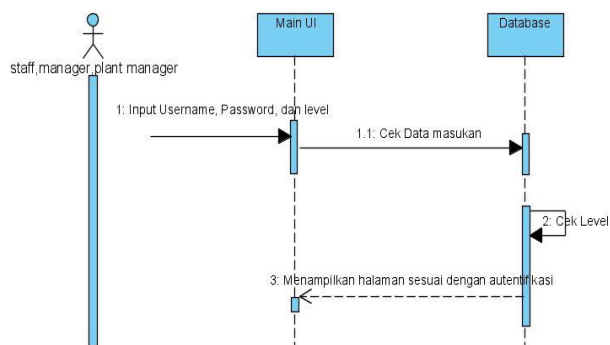 Main UI
Database
staff,manager,plant manager
1: Input Username, Password, dan level
1.1: Cek Data masukan
2: Cek Level
3: Menampilkan halaman sesuai dengan autentifikasi